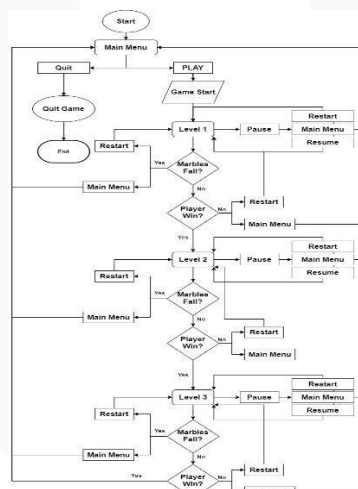 Start
Main Menu
Quit
PLAY
Quit Game
Game Start
End
Restart
Level 1
Pause
Restart
Main Menu
Resume
Yes
Marbles
Fall?
No
Main Menu
Player
Win?
No
Restart
Main Menu
Yes
Level 2
Pause
Restart
Main Menu
Resume
Restart
Yes
Marbles
Fall?
No
Main Menu
Player
Win?
No
Restart
Main Menu
Yes
Level 3
Pause
Restart
Main Menu
Resume
Restart
Yes
Marbles
Fall?
No
Main Menu
Yes
Player
Win?
No
Restart